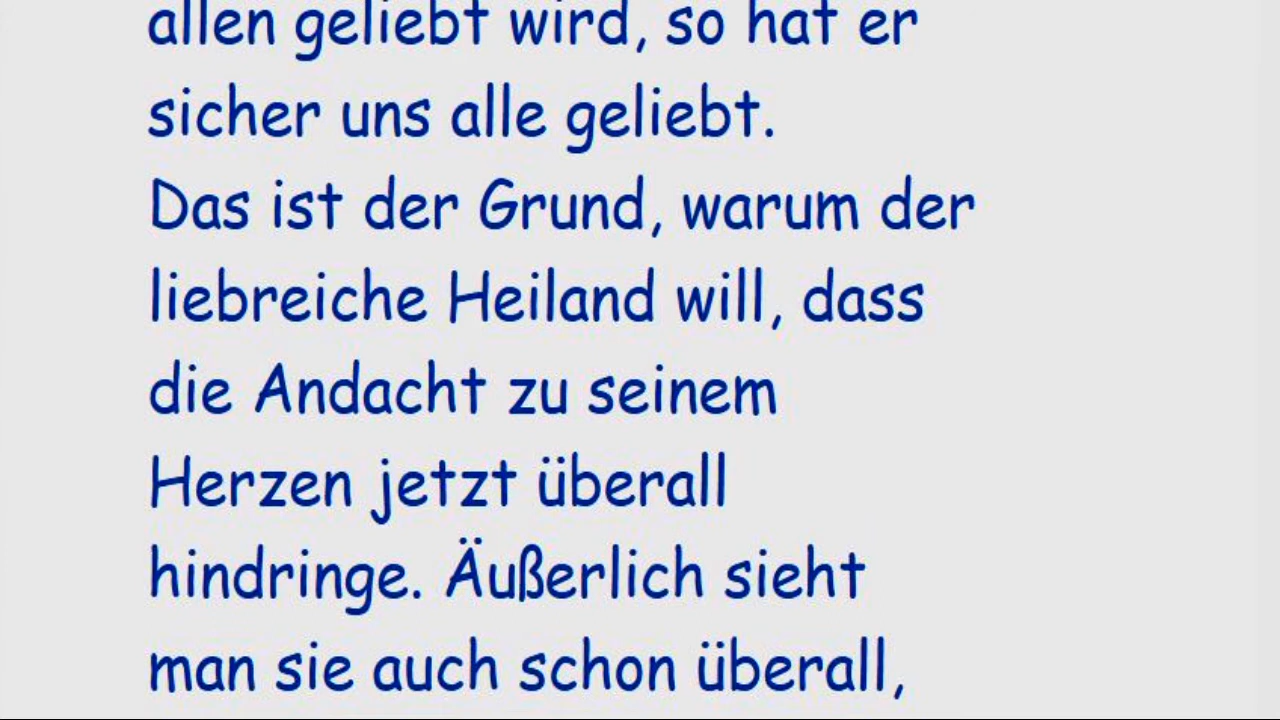 allen geliebt wird, so hat er
sicher uns alle geliebt.
Das ist der Grund, warum der
liebreiche Heiland will, dass
die Andacht zu seinem
Herzen jetzt überall
hindringe. Äußerlich sieht
man sie auch schon überall,